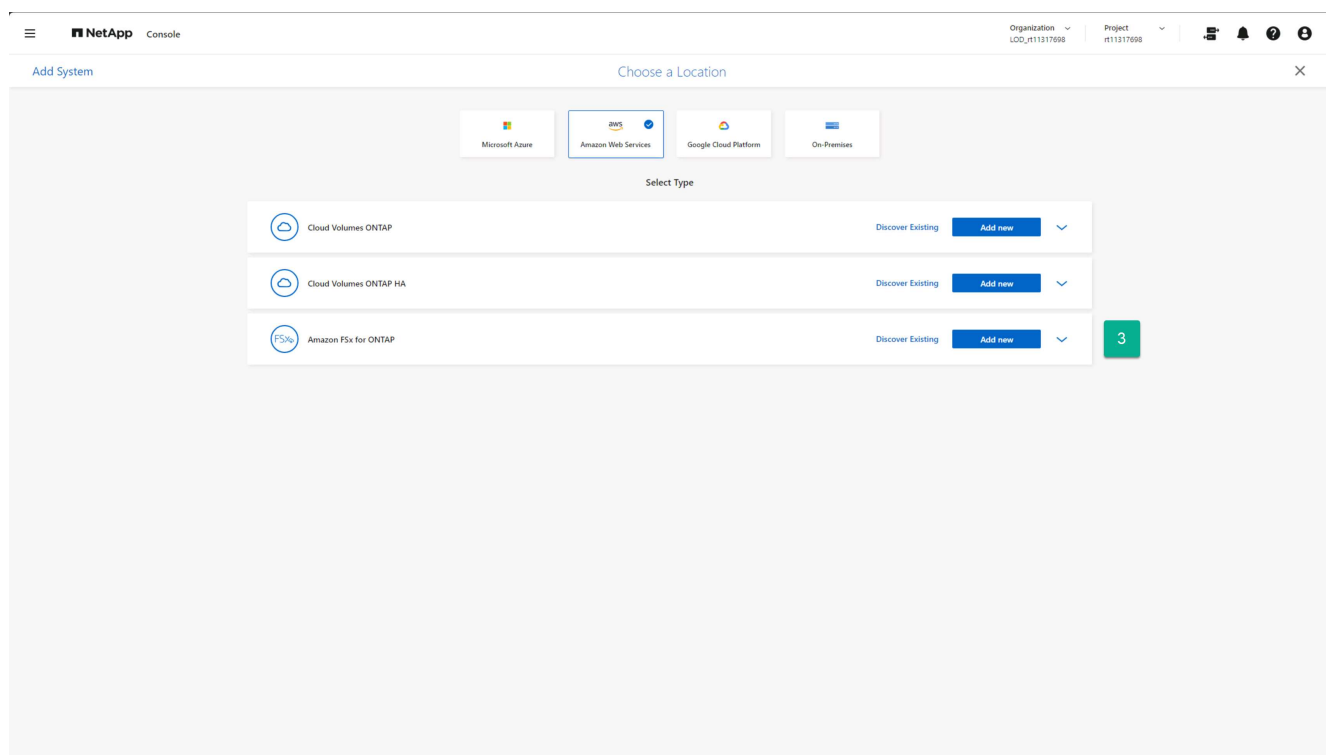 NetApp Console
Organization
LOD_rt11317698
Project
rt11317698
Add System
Choose a Location
Microsoft Azure
aws
Amazon Web Services
Google Cloud Platform
On-Premises
Select Type
Cloud Volumes ONTAP
Discover Existing
Add new
Cloud Volumes ONTAP HA
Discover Existing
Add new
FSx
Amazon FSx for ONTAP
Discover Existing
Add new
3